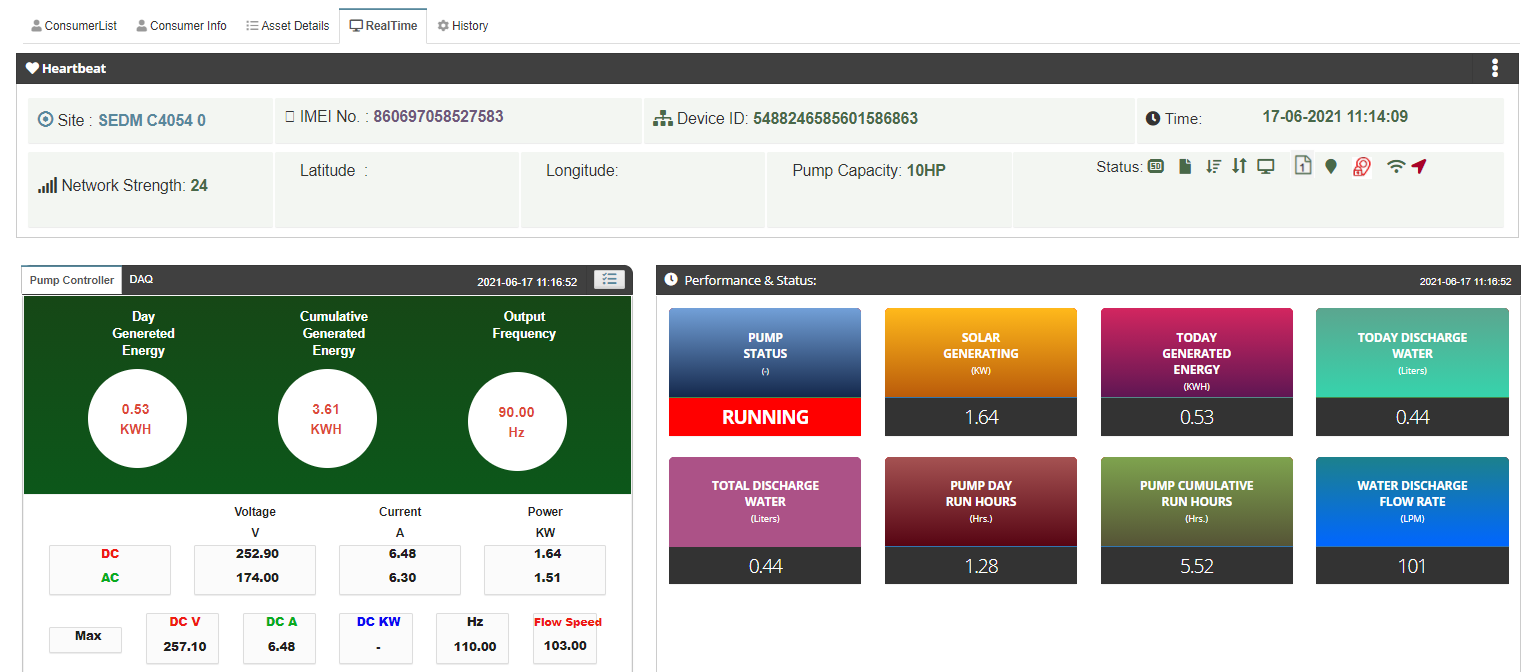 ConsumerList Consumer Info Asset Details RealTime History
Heartbeat
Site : SEDM C4054 0 IMEI No. : 860697058527583 Device ID: 5488246585601586863 Time: 17-06-2021 11:14:09
Network Strength: 24 Latitude : Longitude: Pump Capacity: 10HP Status: SD 1
Pump Controller DAQ 2021-06-17 11:16:52
Day
Genereted
Energy
0.53
KWH
Cumulative
Generated
Energy
3.61
KWH
Output
Frequency
90.00
Hz
Voltage Current Power
V A KW
DC 252.90 6.48 1.64
AC 174.00 6.30 1.51
Max
DC V
257.10
DC A
6.48
DC KW
-
Hz
110.00
Flow Speed
103.00
Performance & Status: 2021-06-17 11:16:52
PUMP
STATUS
(-)
RUNNING
SOLAR
GENERATING
(KW)
1.64
TODAY
GENERATED
ENERGY
(KWH)
0.53
TODAY DISCHARGE
WATER
(Liters)
0.44
TOTAL DISCHARGE
WATER
(Liters)
0.44
PUMP DAY
RUN HOURS
(Hrs.)
1.28
PUMP CUMULATIVE
RUN HOURS
(Hrs.)
5.52
WATER DISCHARGE
FLOW RATE
(LPM)
101